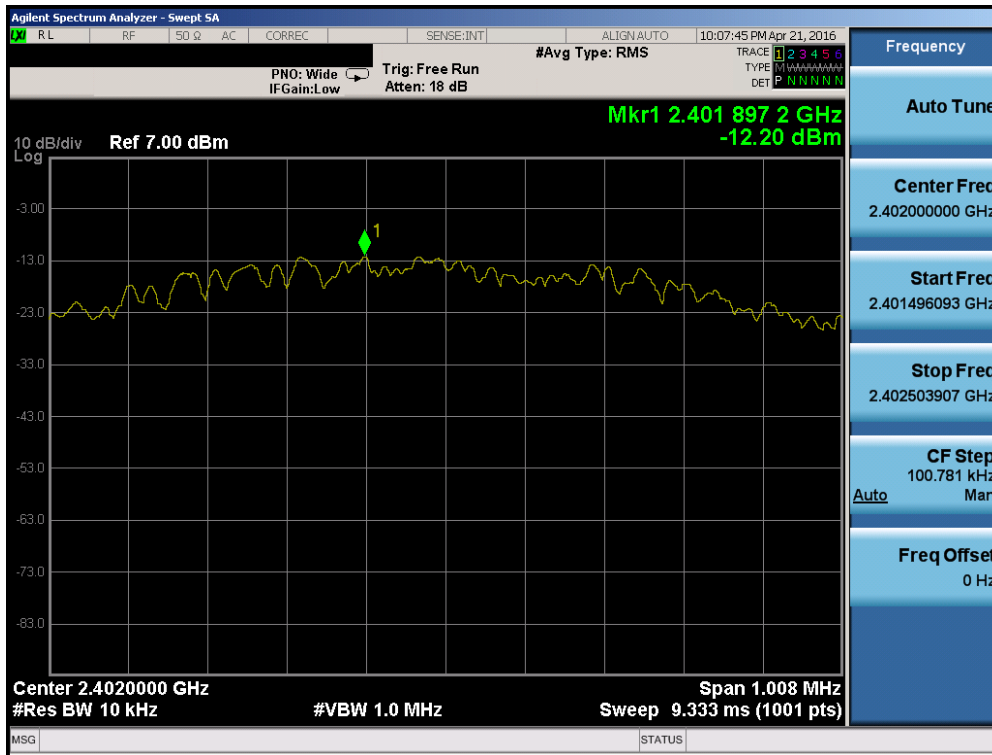 Agilent Spectrum Analyzer - Swept SA
LXI RL RF 50 Ω AC CORREC SENSE:INT ALIGN AUTO 10:07:45 PM Apr 21, 2016
#Avg Type: RMS TRACE 1 2 3 4 5 6
PNO: Wide Trig: Free Run TYPE M WWWWW
IFGain:Low Atten: 18 dB DET P N N N N N
Mkr1 2.401 897 2 GHz
-12.20 dBm
10 dB/div Ref 7.00 dBm
Log
-3.00
1
-13.0
-23.0
-33.0
-43.0
-53.0
-63.0
-73.0
-83.0
Center 2.4020000 GHz Span 1.008 MHz
#Res BW 10 kHz #VBW 1.0 MHz Sweep 9.333 ms (1001 pts)
MSG STATUS
Frequency
Auto Tune
Center Freq
2.402000000 GHz
Start Freq
2.401496093 GHz
Stop Freq
2.402503907 GHz
CF Step
100.781 kHz
Auto Man
Freq Offset
0 Hz